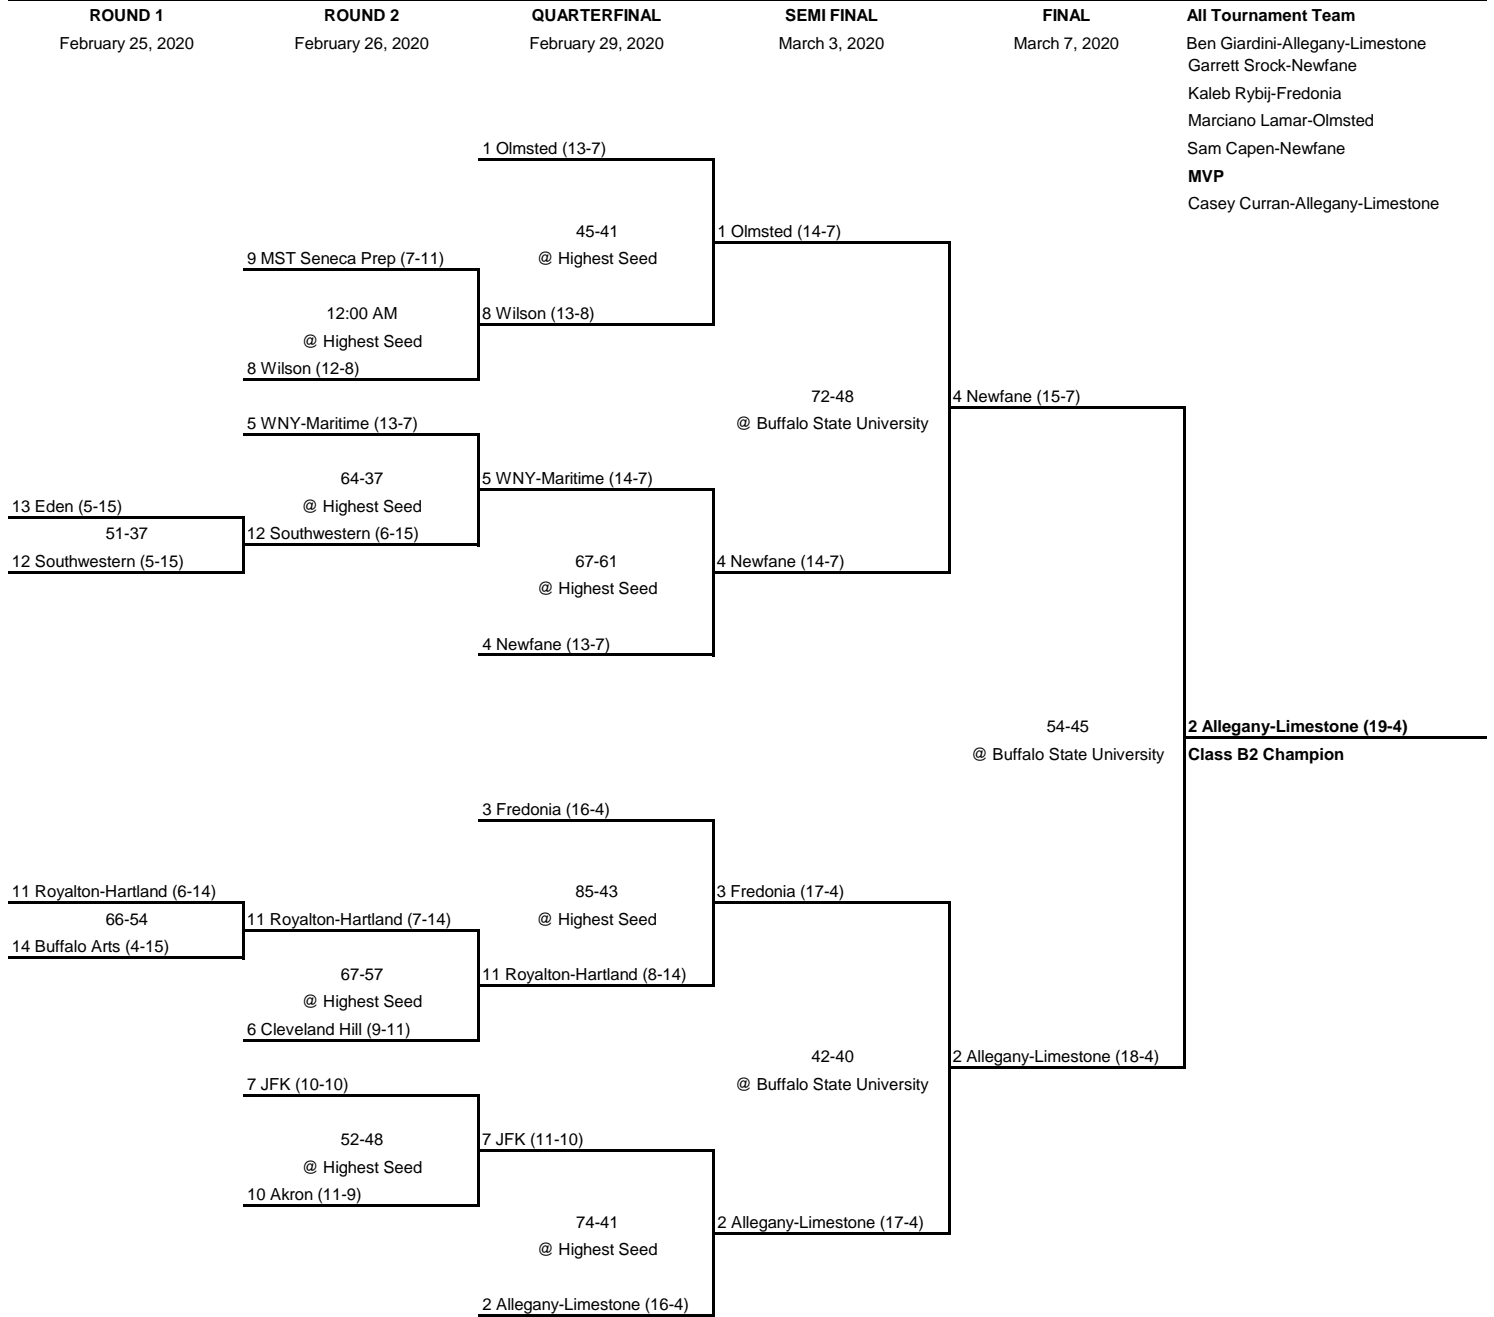 ROUND 1 ROUND 2 QUARTERFINAL SEMI FINAL FINAL All Tournament Team
February 25, 2020 February 26, 2020 February 29, 2020 March 3, 2020 March 7, 2020 Ben Giardini-Allegany-Limestone
Garrett Srock-Newfane
Kaleb Rybij-Fredonia
Marciano Lamar-Olmsted
1 Olmsted (13-7) Sam Capen-Newfane
MVP
Casey Curran-Allegany-Limestone
45-41 1 Olmsted (14-7)
9 MST Seneca Prep (7-11) @ Highest Seed
12:00 AM 8 Wilson (13-8)
@ Highest Seed
8 Wilson (12-8)
72-48 4 Newfane (15-7)
5 WNY-Maritime (13-7) @ Buffalo State University
64-37 5 WNY-Maritime (14-7)
13 Eden (5-15) @ Highest Seed
51-37 12 Southwestern (6-15)
12 Southwestern (5-15) 67-61 4 Newfane (14-7)
@ Highest Seed
4 Newfane (13-7)
54-45 2 Allegany-Limestone (19-4)
@ Buffalo State University Class B2 Champion
3 Fredonia (16-4)
11 Royalton-Hartland (6-14) 85-43 3 Fredonia (17-4)
66-54 11 Royalton-Hartland (7-14) @ Highest Seed
14 Buffalo Arts (4-15)
67-57 11 Royalton-Hartland (8-14)
@ Highest Seed
6 Cleveland Hill (9-11)
42-40 2 Allegany-Limestone (18-4)
7 JFK (10-10) @ Buffalo State University
52-48 7 JFK (11-10)
@ Highest Seed
10 Akron (11-9)
74-41 2 Allegany-Limestone (17-4)
@ Highest Seed
2 Allegany-Limestone (16-4)